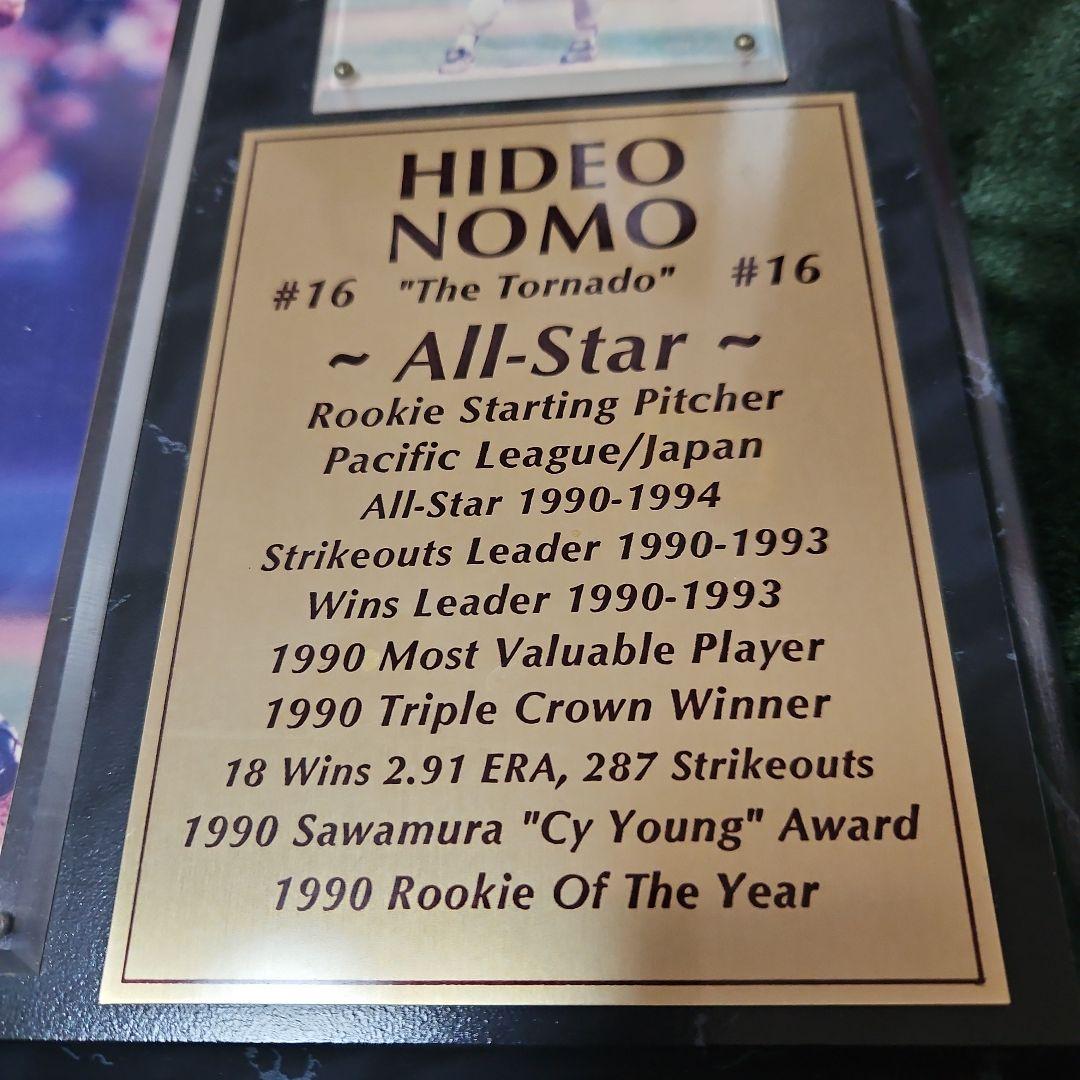 HIDEO
NOMO
#16 "The Tornado" #16
~ All-Star ~
Rookie Starting Pitcher
Pacific League/Japan
All-Star 1990-1994
Strikeouts Leader 1990-1993
Wins Leader 1990-1993
1990 Most Valuable Player
1990 Triple Crown Winner
18 Wins 2.91 ERA, 287 Strikeouts
1990 Sawamura "Cy Young" Award
1990 Rookie Of The Year